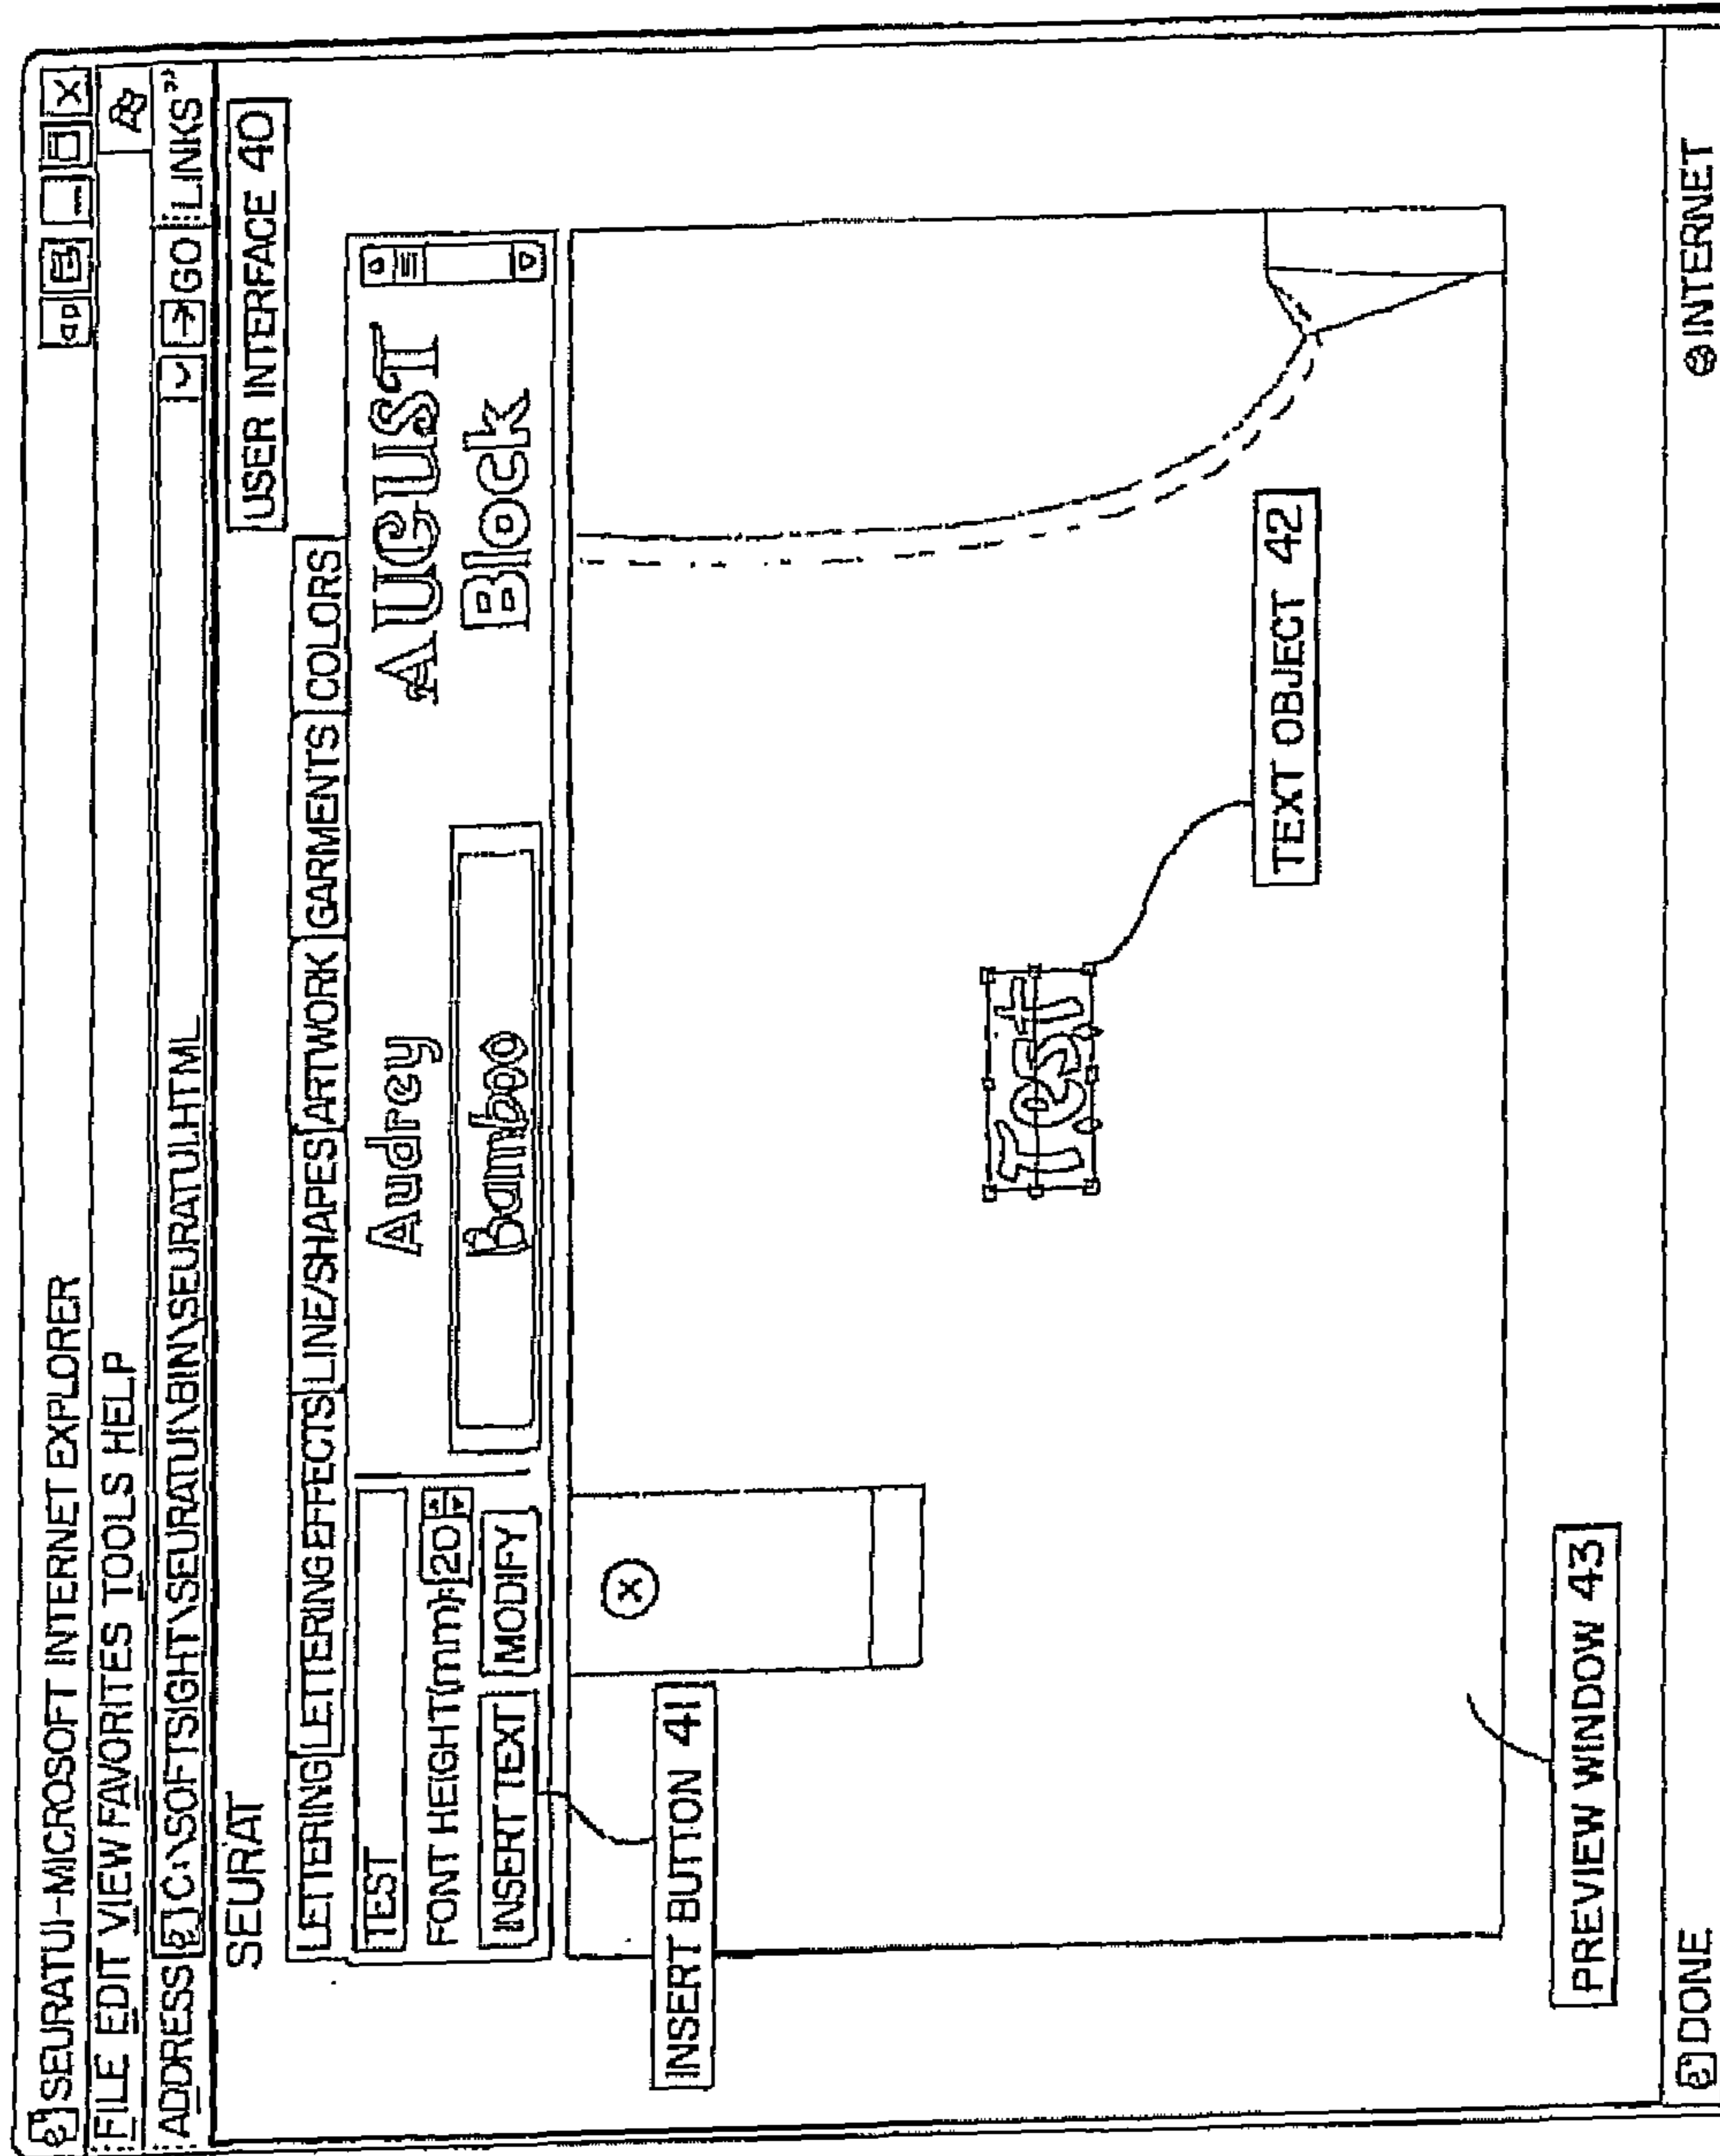 SEURATUI-MICROSOFT INTERNET EXPLORER
FILE EDIT VIEW FAVORITES TOOLS HELP
ADDRESS C:\SOFTSIGHT\SEURATUI\BIN\SEURATUI.HTML GO LINKS »
SEURAT
USER INTERFACE 40
LETTERING LETTERING EFFECTS LINE/SHAPES ARTWORK GARMENTS COLORS
TEST
FONT HEIGHT(mm): 20
INSERT TEXT MODIFY
Audrey AUGUST
Bamboo Block
X
INSERT BUTTON 41
Test
TEXT OBJECT 42
PREVIEW WINDOW 43
DONE INTERNET